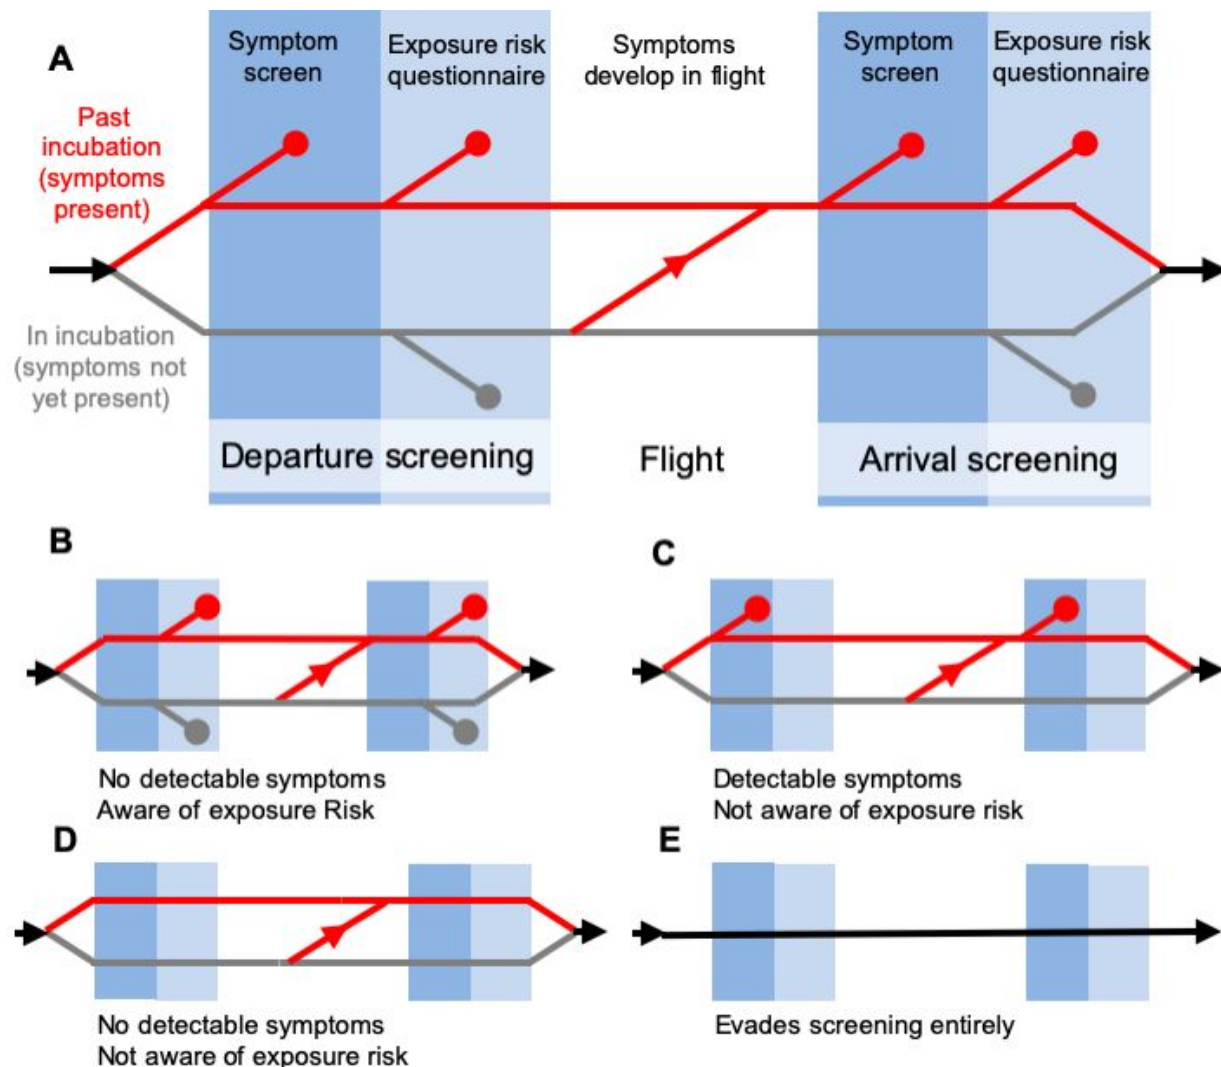 A
Symptom
screen
Exposure risk
questionnaire
Symptoms
develop in flight
Symptom
screen
Exposure risk
questionnaire
Past
incubation
(symptoms
present)
In incubation
(symptoms not
yet present)
Departure screening
Flight
Arrival screening
B
No detectable symptoms
Aware of exposure Risk
C
Detectable symptoms
Not aware of exposure risk
D
No detectable symptoms
Not aware of exposure risk
E
Evades screening entirely